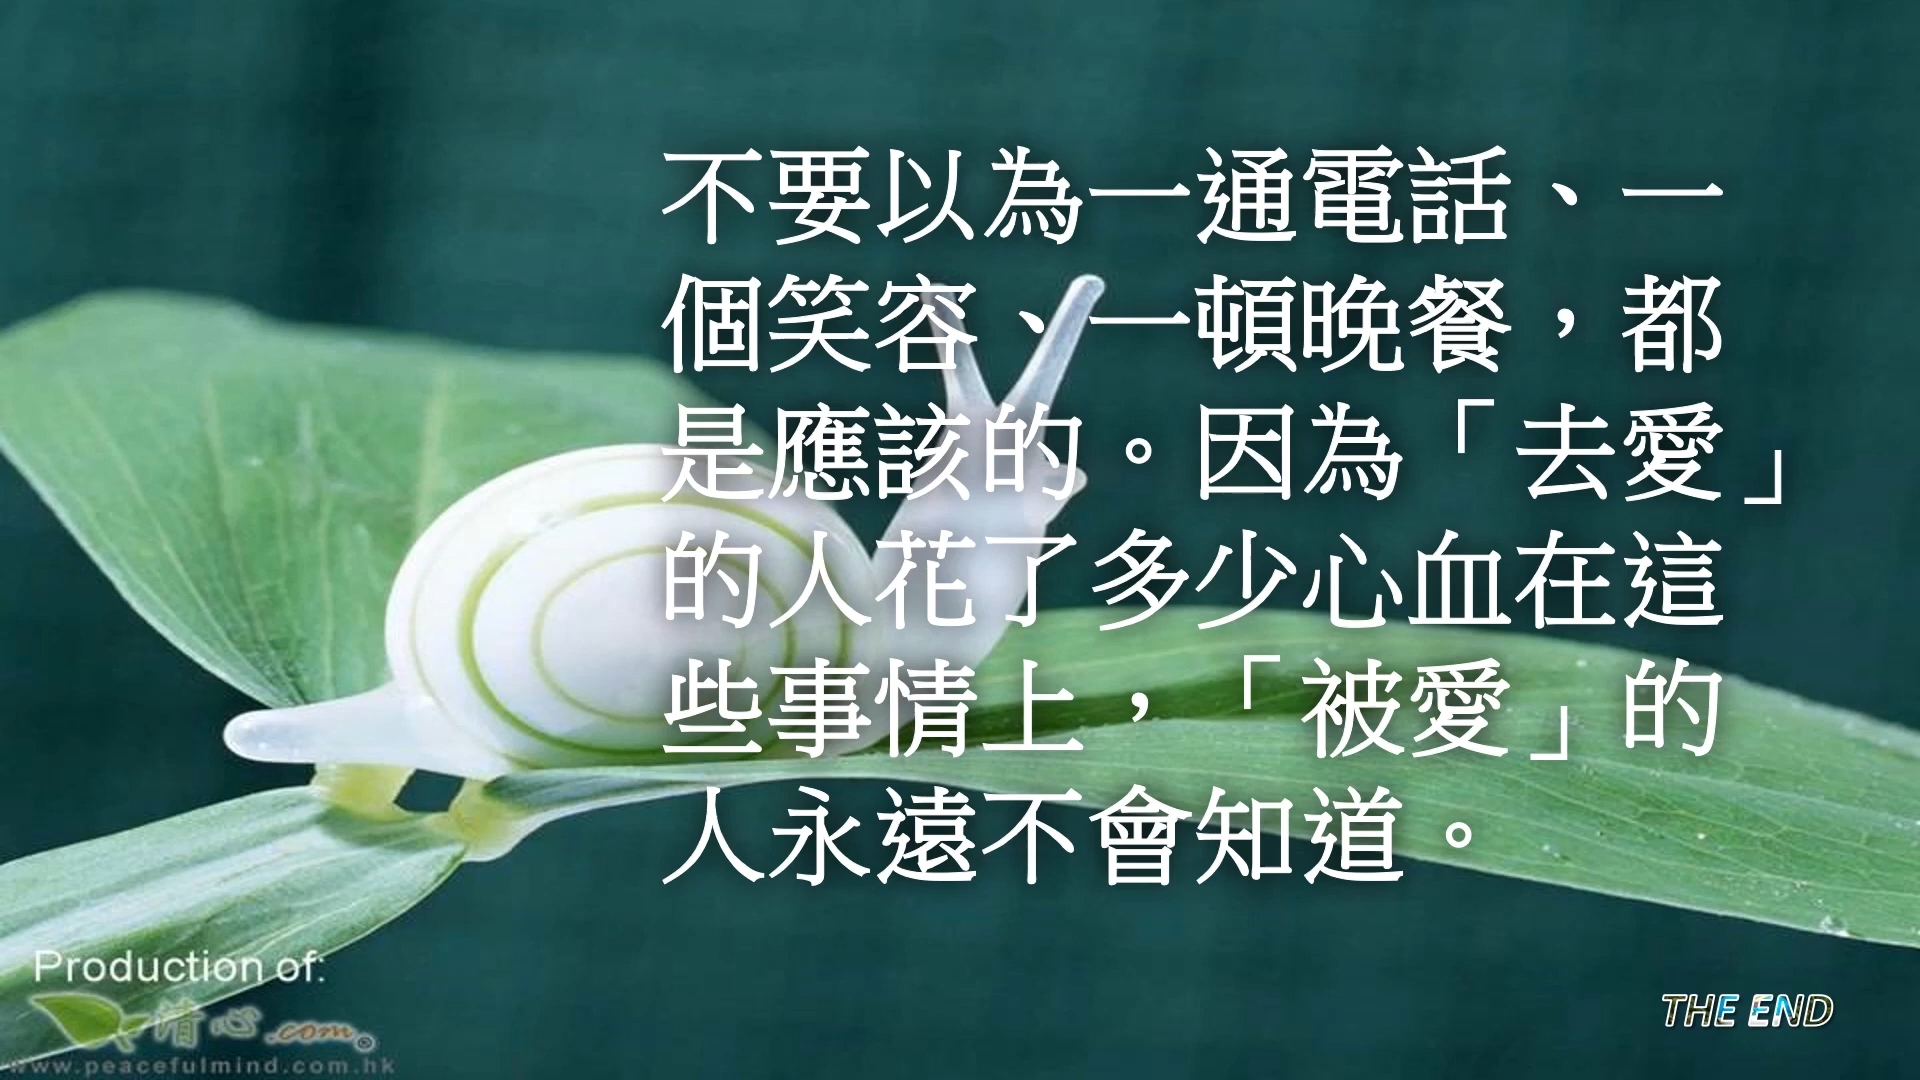 不要以為一通電話、一
個笑容、一頓晚餐，都
是應該的。因為「去愛」
的人花了多少心血在這
些事情上，「被愛」的
人永遠不會知道。
Production of:
清心.com®
www.peacefulmind.com.hk
THE END